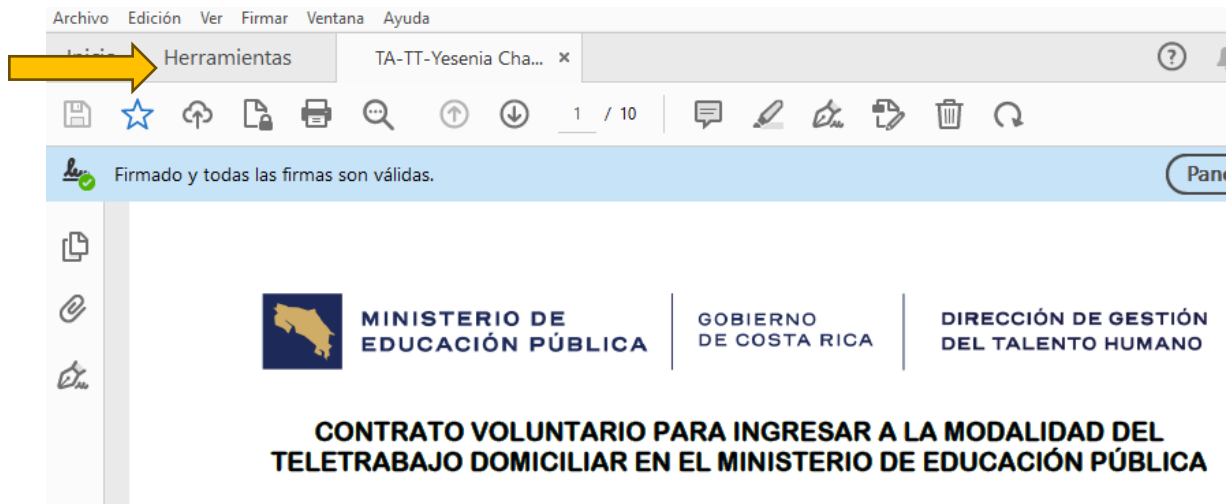 Archivo Edición Ver Firmar Ventana Ayuda
Herramientas TA-TT-Yesenia Cha... ×
1 / 10
Firmado y todas las firmas son válidas.
MINISTERIO DE
EDUCACIÓN PÚBLICA
GOBIERNO
DE COSTA RICA
DIRECCIÓN DE GESTIÓN
DEL TALENTO HUMANO
CONTRATO VOLUNTARIO PARA INGRESAR A LA MODALIDAD DEL
TELETRABAJO DOMICILIAR EN EL MINISTERIO DE EDUCACIÓN PÚBLICA